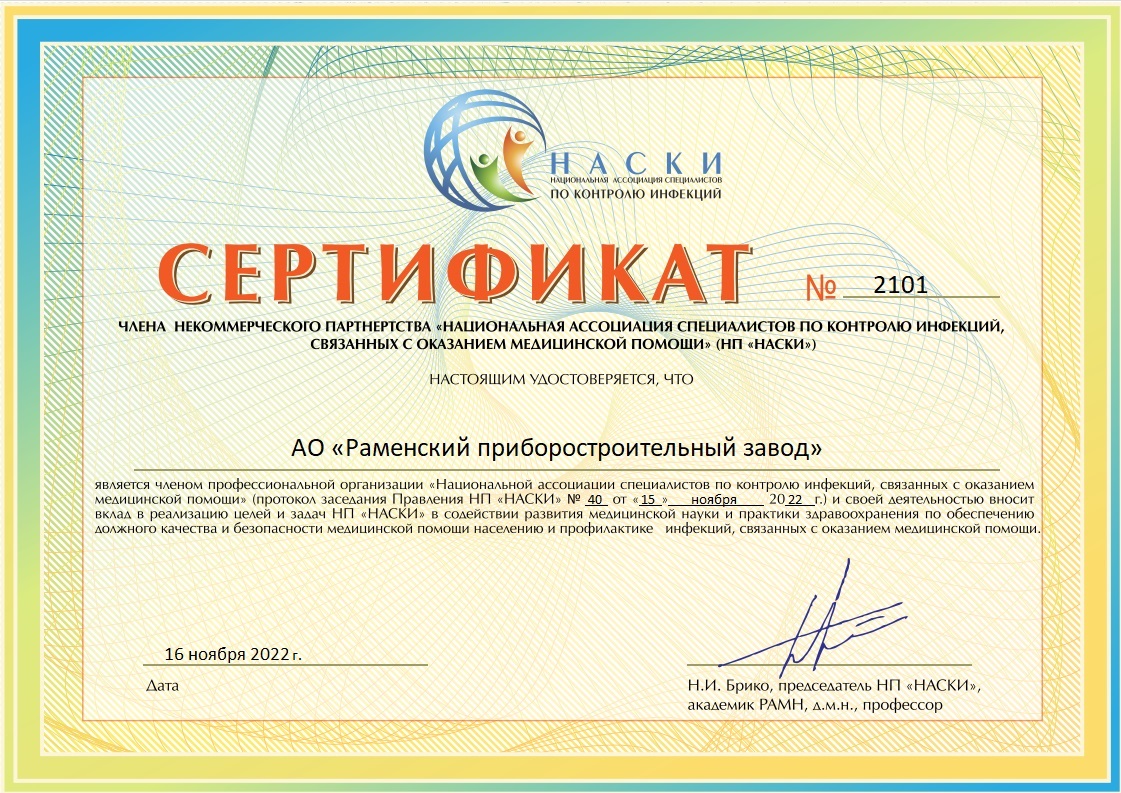 НАСКИ
НАЦИОНАЛЬНАЯ АССОЦИАЦИЯ СПЕЦИАЛИСТОВ
ПО КОНТРОЛЮ ИНФЕКЦИЙ
СЕРТИФИКАТ № 2101
ЧЛЕНА НЕКОММЕРЧЕСКОГО ПАРТНЕРТСТВА «НАЦИОНАЛЬНАЯ АССОЦИАЦИЯ СПЕЦИАЛИСТОВ ПО КОНТРОЛЮ ИНФЕКЦИЙ,
СВЯЗАННЫХ С ОКАЗАНИЕМ МЕДИЦИНСКОЙ ПОМОЩИ» (НП «НАСКИ»)
НАСТОЯЩИМ УДОСТОВЕРЯЕТСЯ, ЧТО
АО «Раменский приборостроительный завод»
является членом профессиональной организации «Национальной ассоциации специалистов по контролю инфекций, связанных с оказанием
медицинской помощи» (протокол заседания Правления НП «НАСКИ» № 40 от «15» ноября 2022 г.) и своей деятельностью вносит
вклад в реализацию целей и задач НП «НАСКИ» в содействии развития медицинской науки и практики здравоохранения по обеспечению
должного качества и безопасности медицинской помощи населению и профилактике инфекций, связанных с оказанием медицинской помощи.
16 ноября 2022 г.
Дата
Н.И. Брико, председатель НП «НАСКИ»,
академик РАМН, д.м.н., профессор